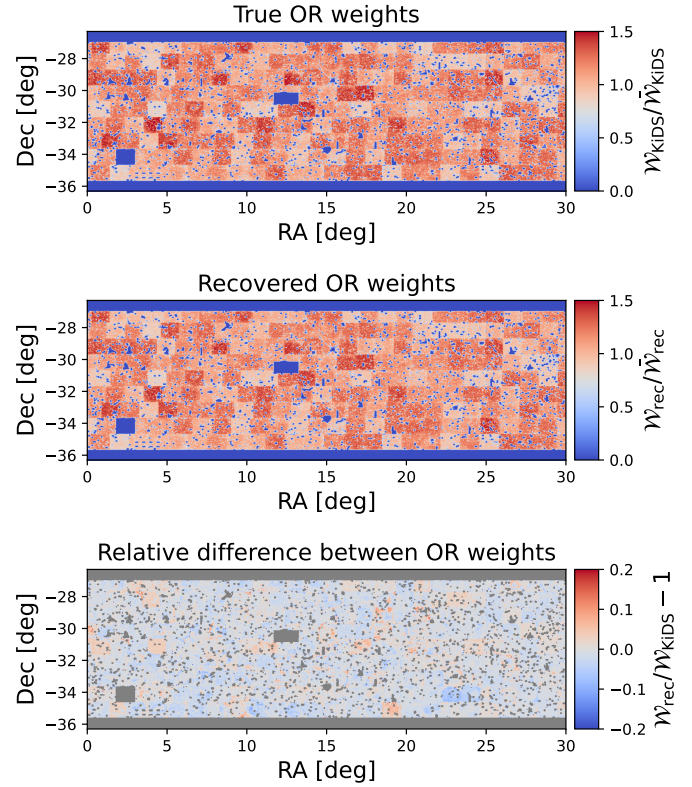 True OR weights
Dec [deg]
−28
−30
−32
−34
−36
0 5 10 15 20 25 30
RA [deg]
1.5
1.0
0.5
0.0
𝓌KiDS/𝓌̄KiDS
Recovered OR weights
Dec [deg]
−28
−30
−32
−34
−36
0 5 10 15 20 25 30
RA [deg]
1.5
1.0
0.5
0.0
𝓌rec/𝓌̄rec
Relative difference between OR weights
Dec [deg]
−28
−30
−32
−34
−36
0 5 10 15 20 25 30
RA [deg]
0.2
0.1
0.0
−0.1
−0.2
𝓌rec/𝓌KiDS − 1